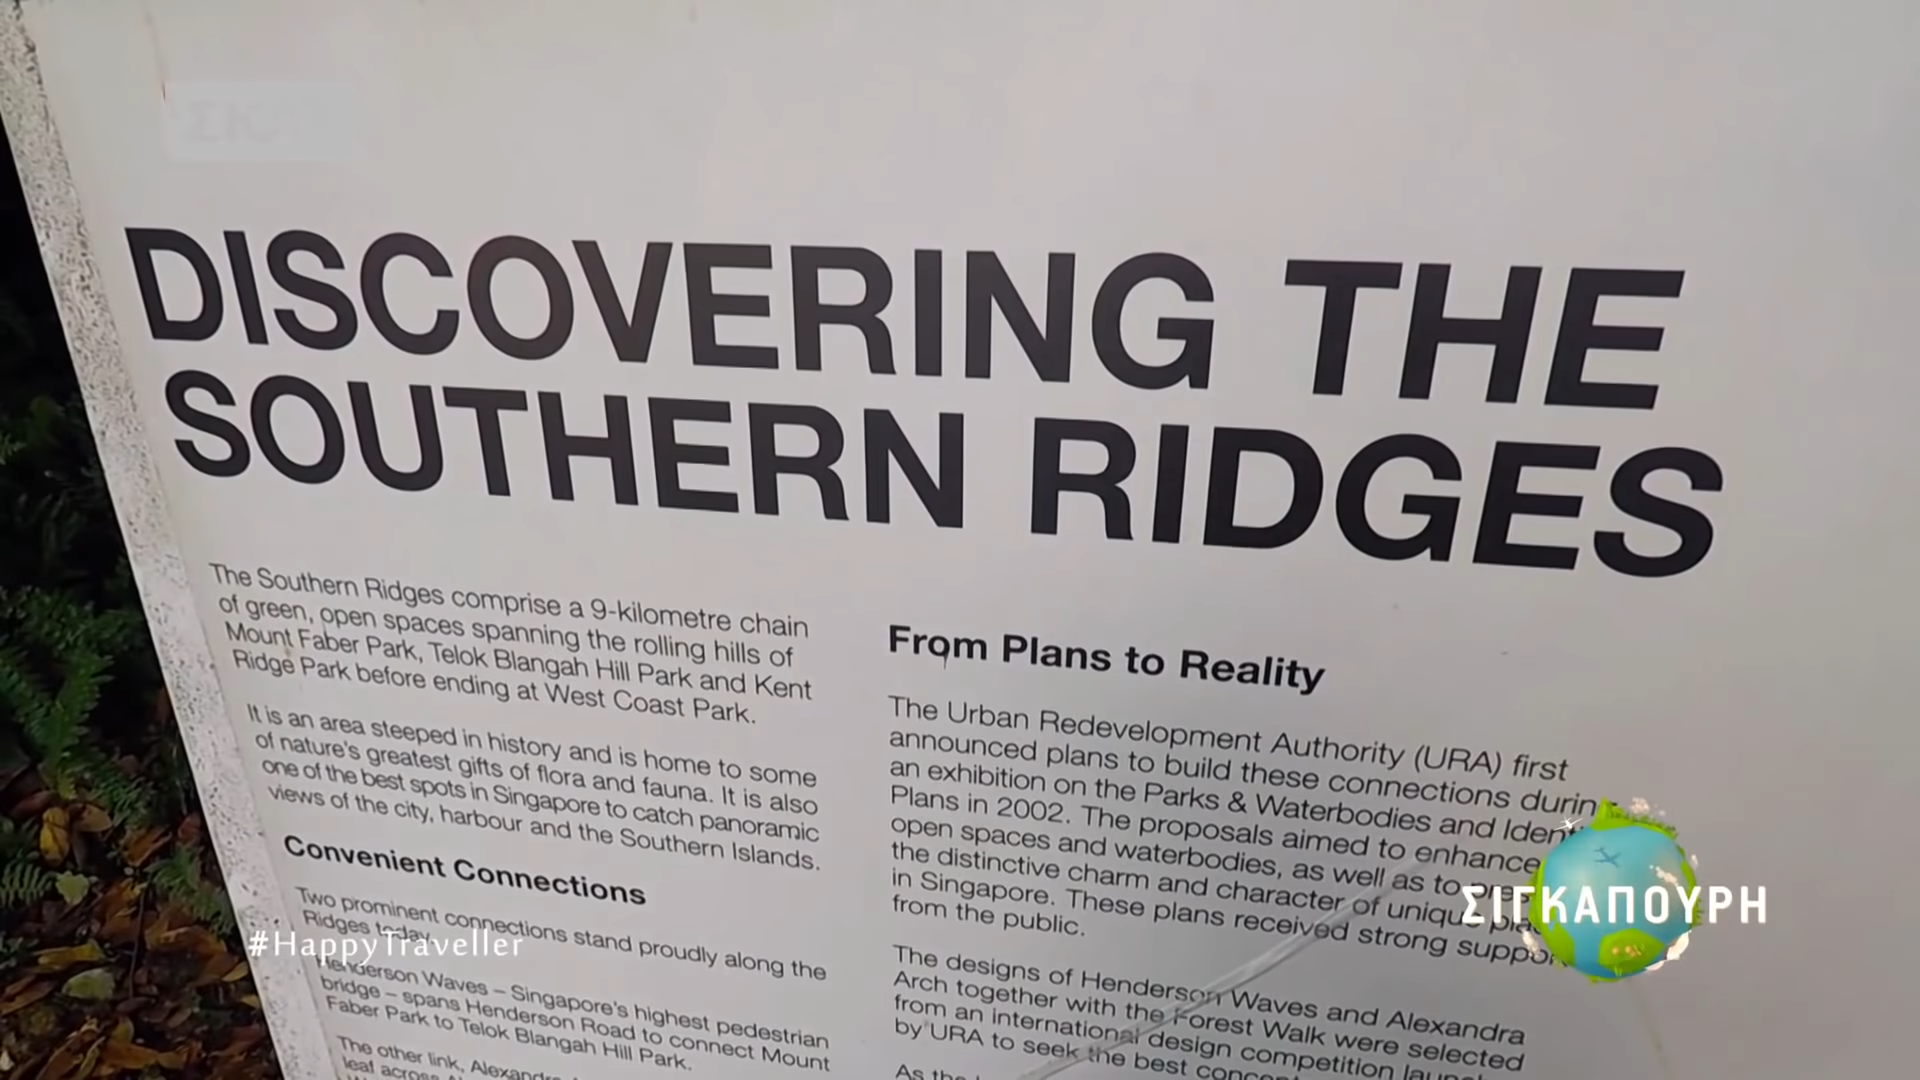 ΣΚ
DISCOVERING THE
SOUTHERN RIDGES
The Southern Ridges comprise a 9-kilometre chain
of green, open spaces spanning the rolling hills of
Mount Faber Park, Telok Blangah Hill Park and Kent
Ridge Park before ending at West Coast Park.
It is an area steeped in history and is home to some
of nature's greatest gifts of flora and fauna. It is also
one of the best spots in Singapore to catch panoramic
views of the city, harbour and the Southern Islands.
Convenient Connections
Two prominent connections stand proudly along the
Ridges today.
Henderson Waves – Singapore's highest pedestrian
bridge – spans Henderson Road to connect Mount
Faber Park to Telok Blangah Hill Park.
The other link,
leaf across
From Plans to Reality
The Urban Redevelopment Authority (URA) first
announced plans to build these connections during
an exhibition on the Parks & Waterbodies and
Plans in 2002. The proposals aimed to enhance
open spaces and waterbodies, as well as to
the distinctive charm and character of unique
in Singapore. These plans received strong
from the public.
The designs of Henderson Waves and Alexandra
Arch together with the Forest Walk were selected
from an international design competition
by URA to seek the best
As the
#HappyTraveller
ΣΙΓΚΑΠΟΥΡΗ